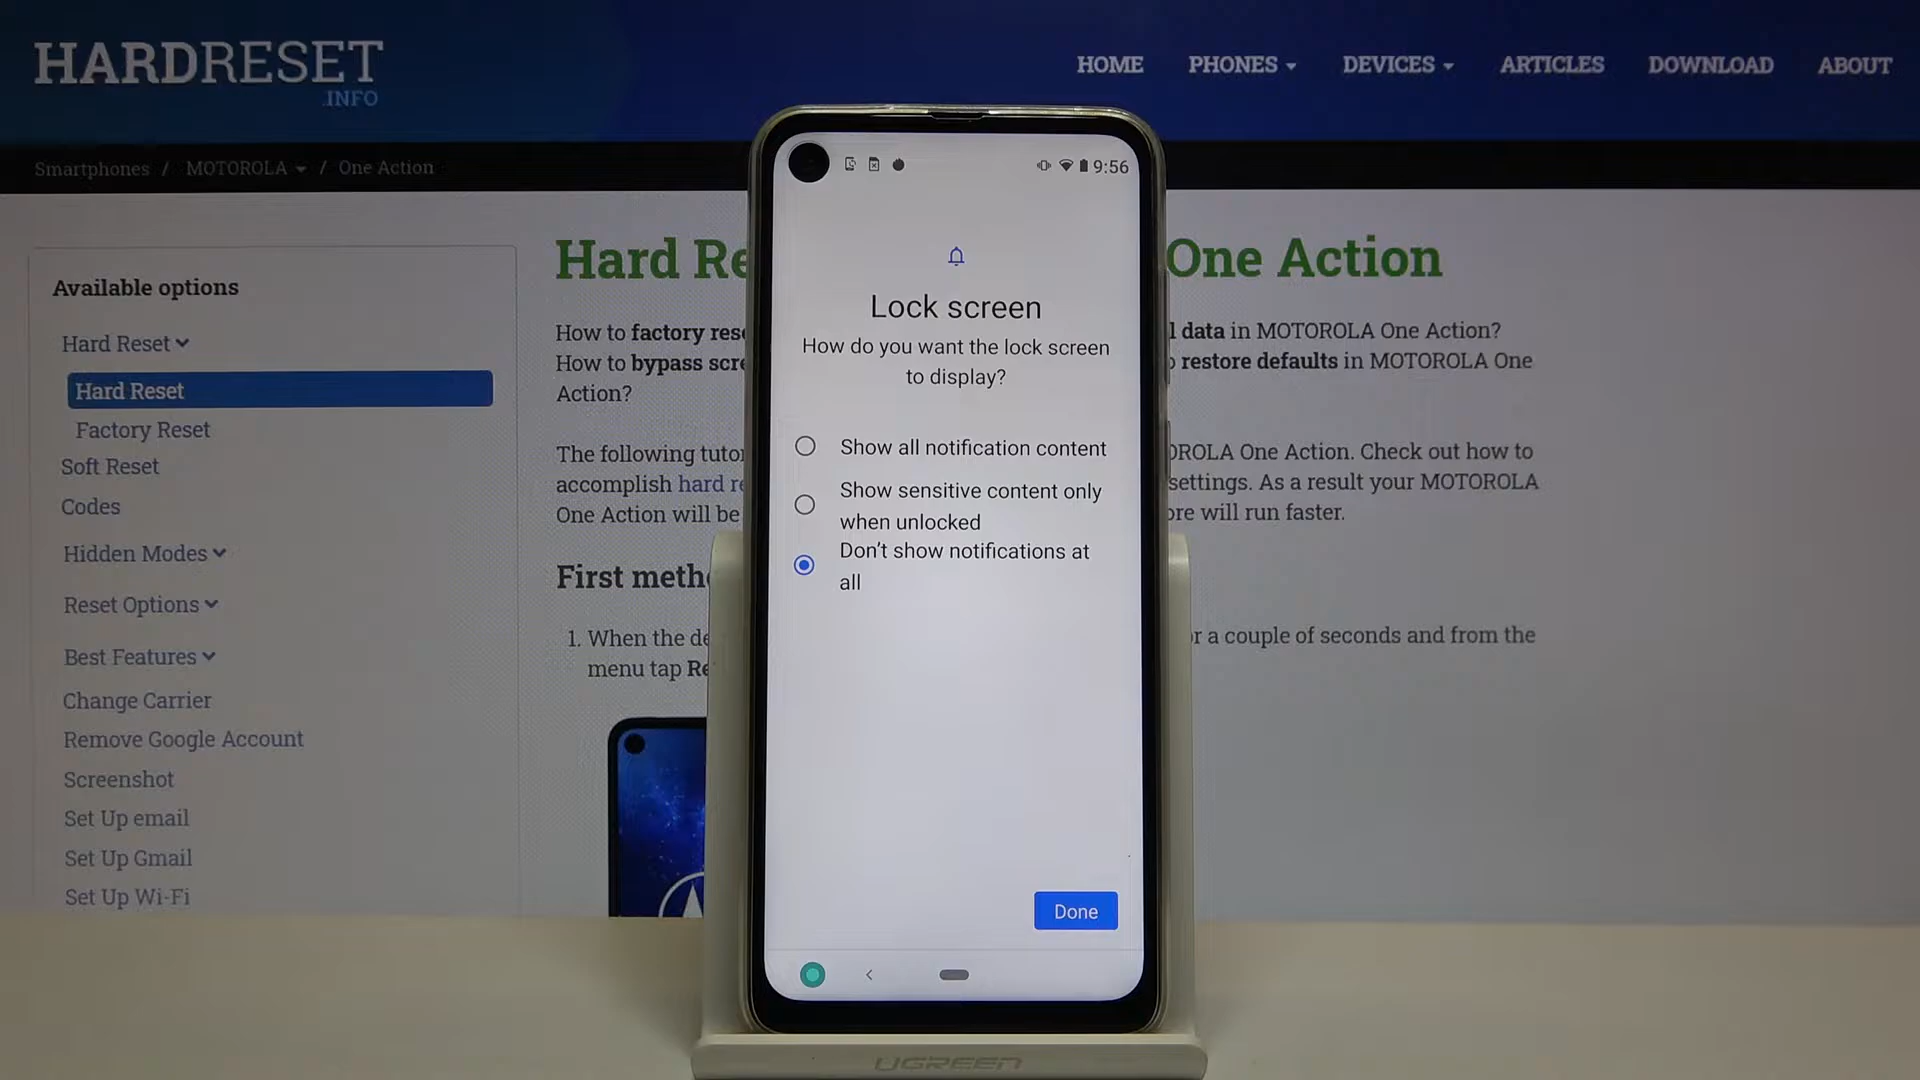 HARDRESET
.INFO
HOME PHONES DEVICES ARTICLES DOWNLOAD ABOUT
Smartphones / MOTOROLA / One Action
Available options
Hard Reset
Hard Reset
Factory Reset
Soft Reset
Codes
Hidden Modes
Reset Options
Best Features
Change Carrier
Remove Google Account
Screenshot
Set Up email
Set Up Gmail
Set Up Wi-Fi
Hard Re One Action
How to factory rese l data in MOTOROLA One Action?
How to bypass scre restore defaults in MOTOROLA One
Action?
The following tutor OROLA One Action. Check out how to
accomplish hard re settings. As a result your MOTOROLA
One Action will be ore will run faster.
First metho
1. When the de r a couple of seconds and from the
menu tap Re
9:56
Lock screen
How do you want the lock screen
to display?
Show all notification content
Show sensitive content only
when unlocked
Don't show notifications at
all
Done
UGREEN